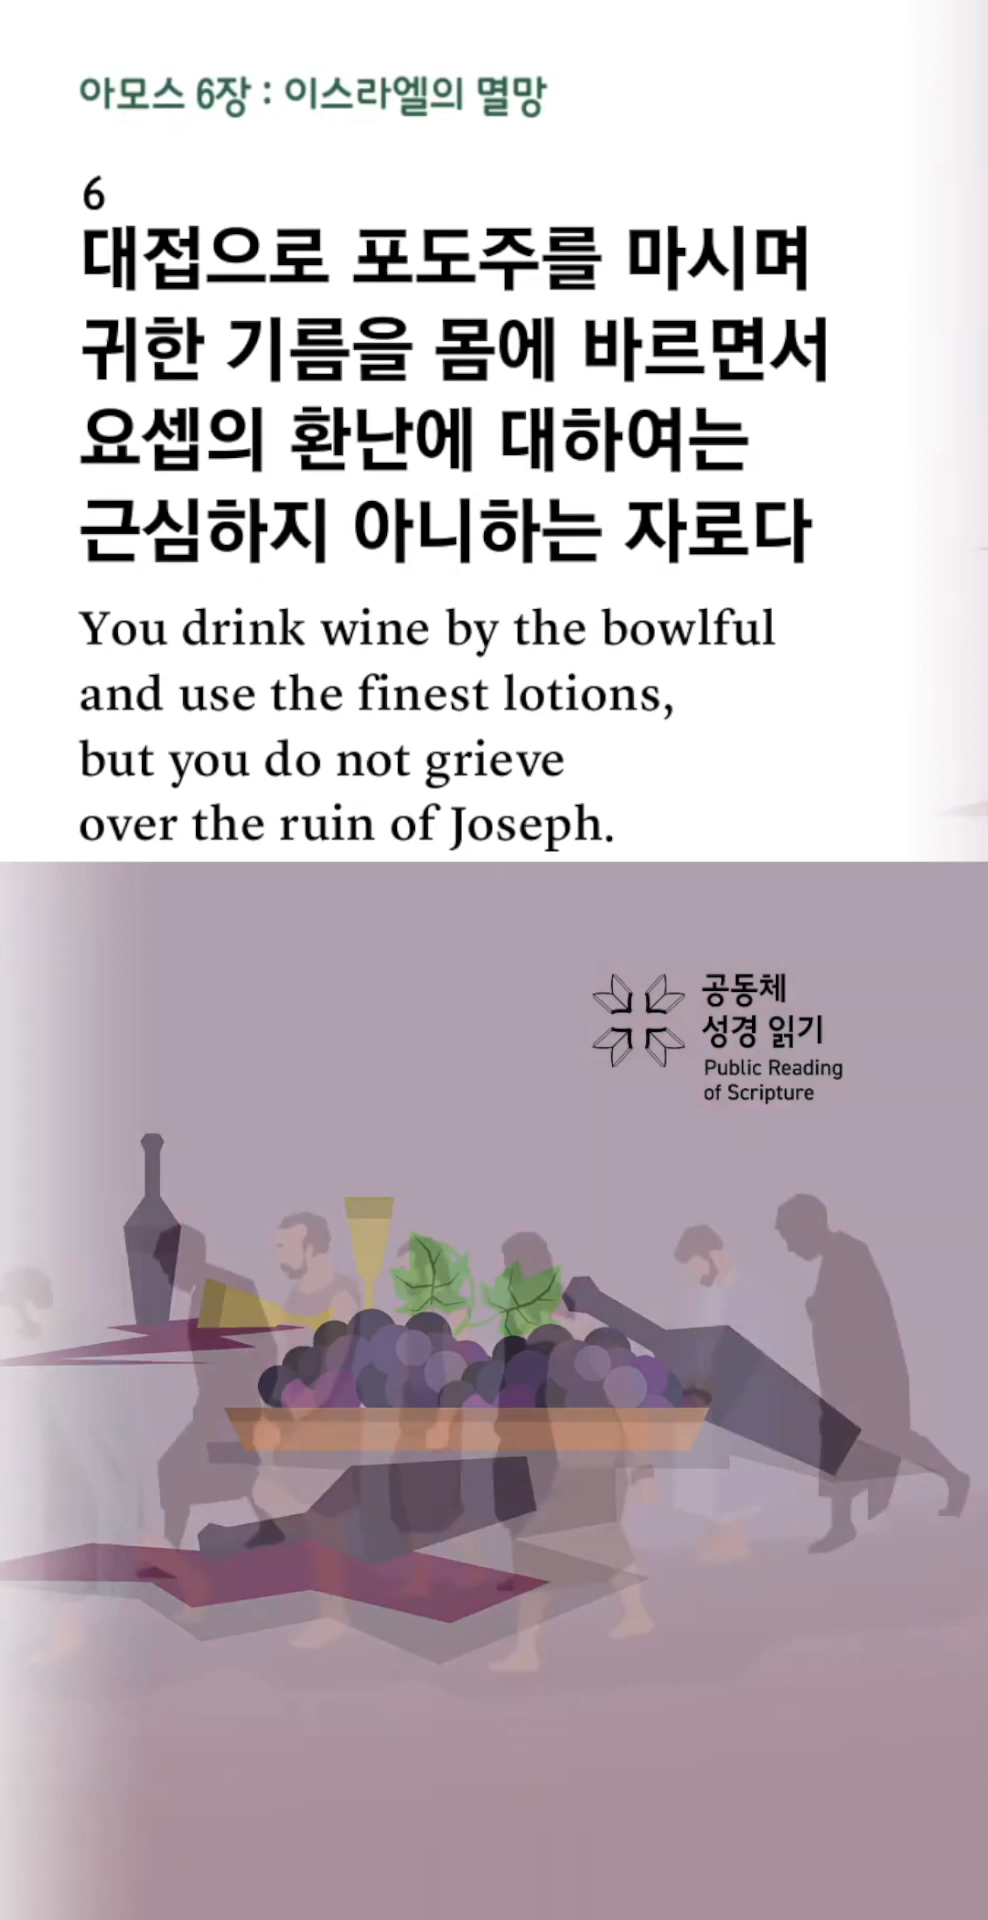 아모스 6장 : 이스라엘의 멸망
6
대접으로 포도주를 마시며
귀한 기름을 몸에 바르면서
요셉의 환난에 대하여는
근심하지 아니하는 자로다
You drink wine by the bowlful
and use the finest lotions,
but you do not grieve
over the ruin of Joseph.
공동체
성경 읽기
Public Reading
of Scripture